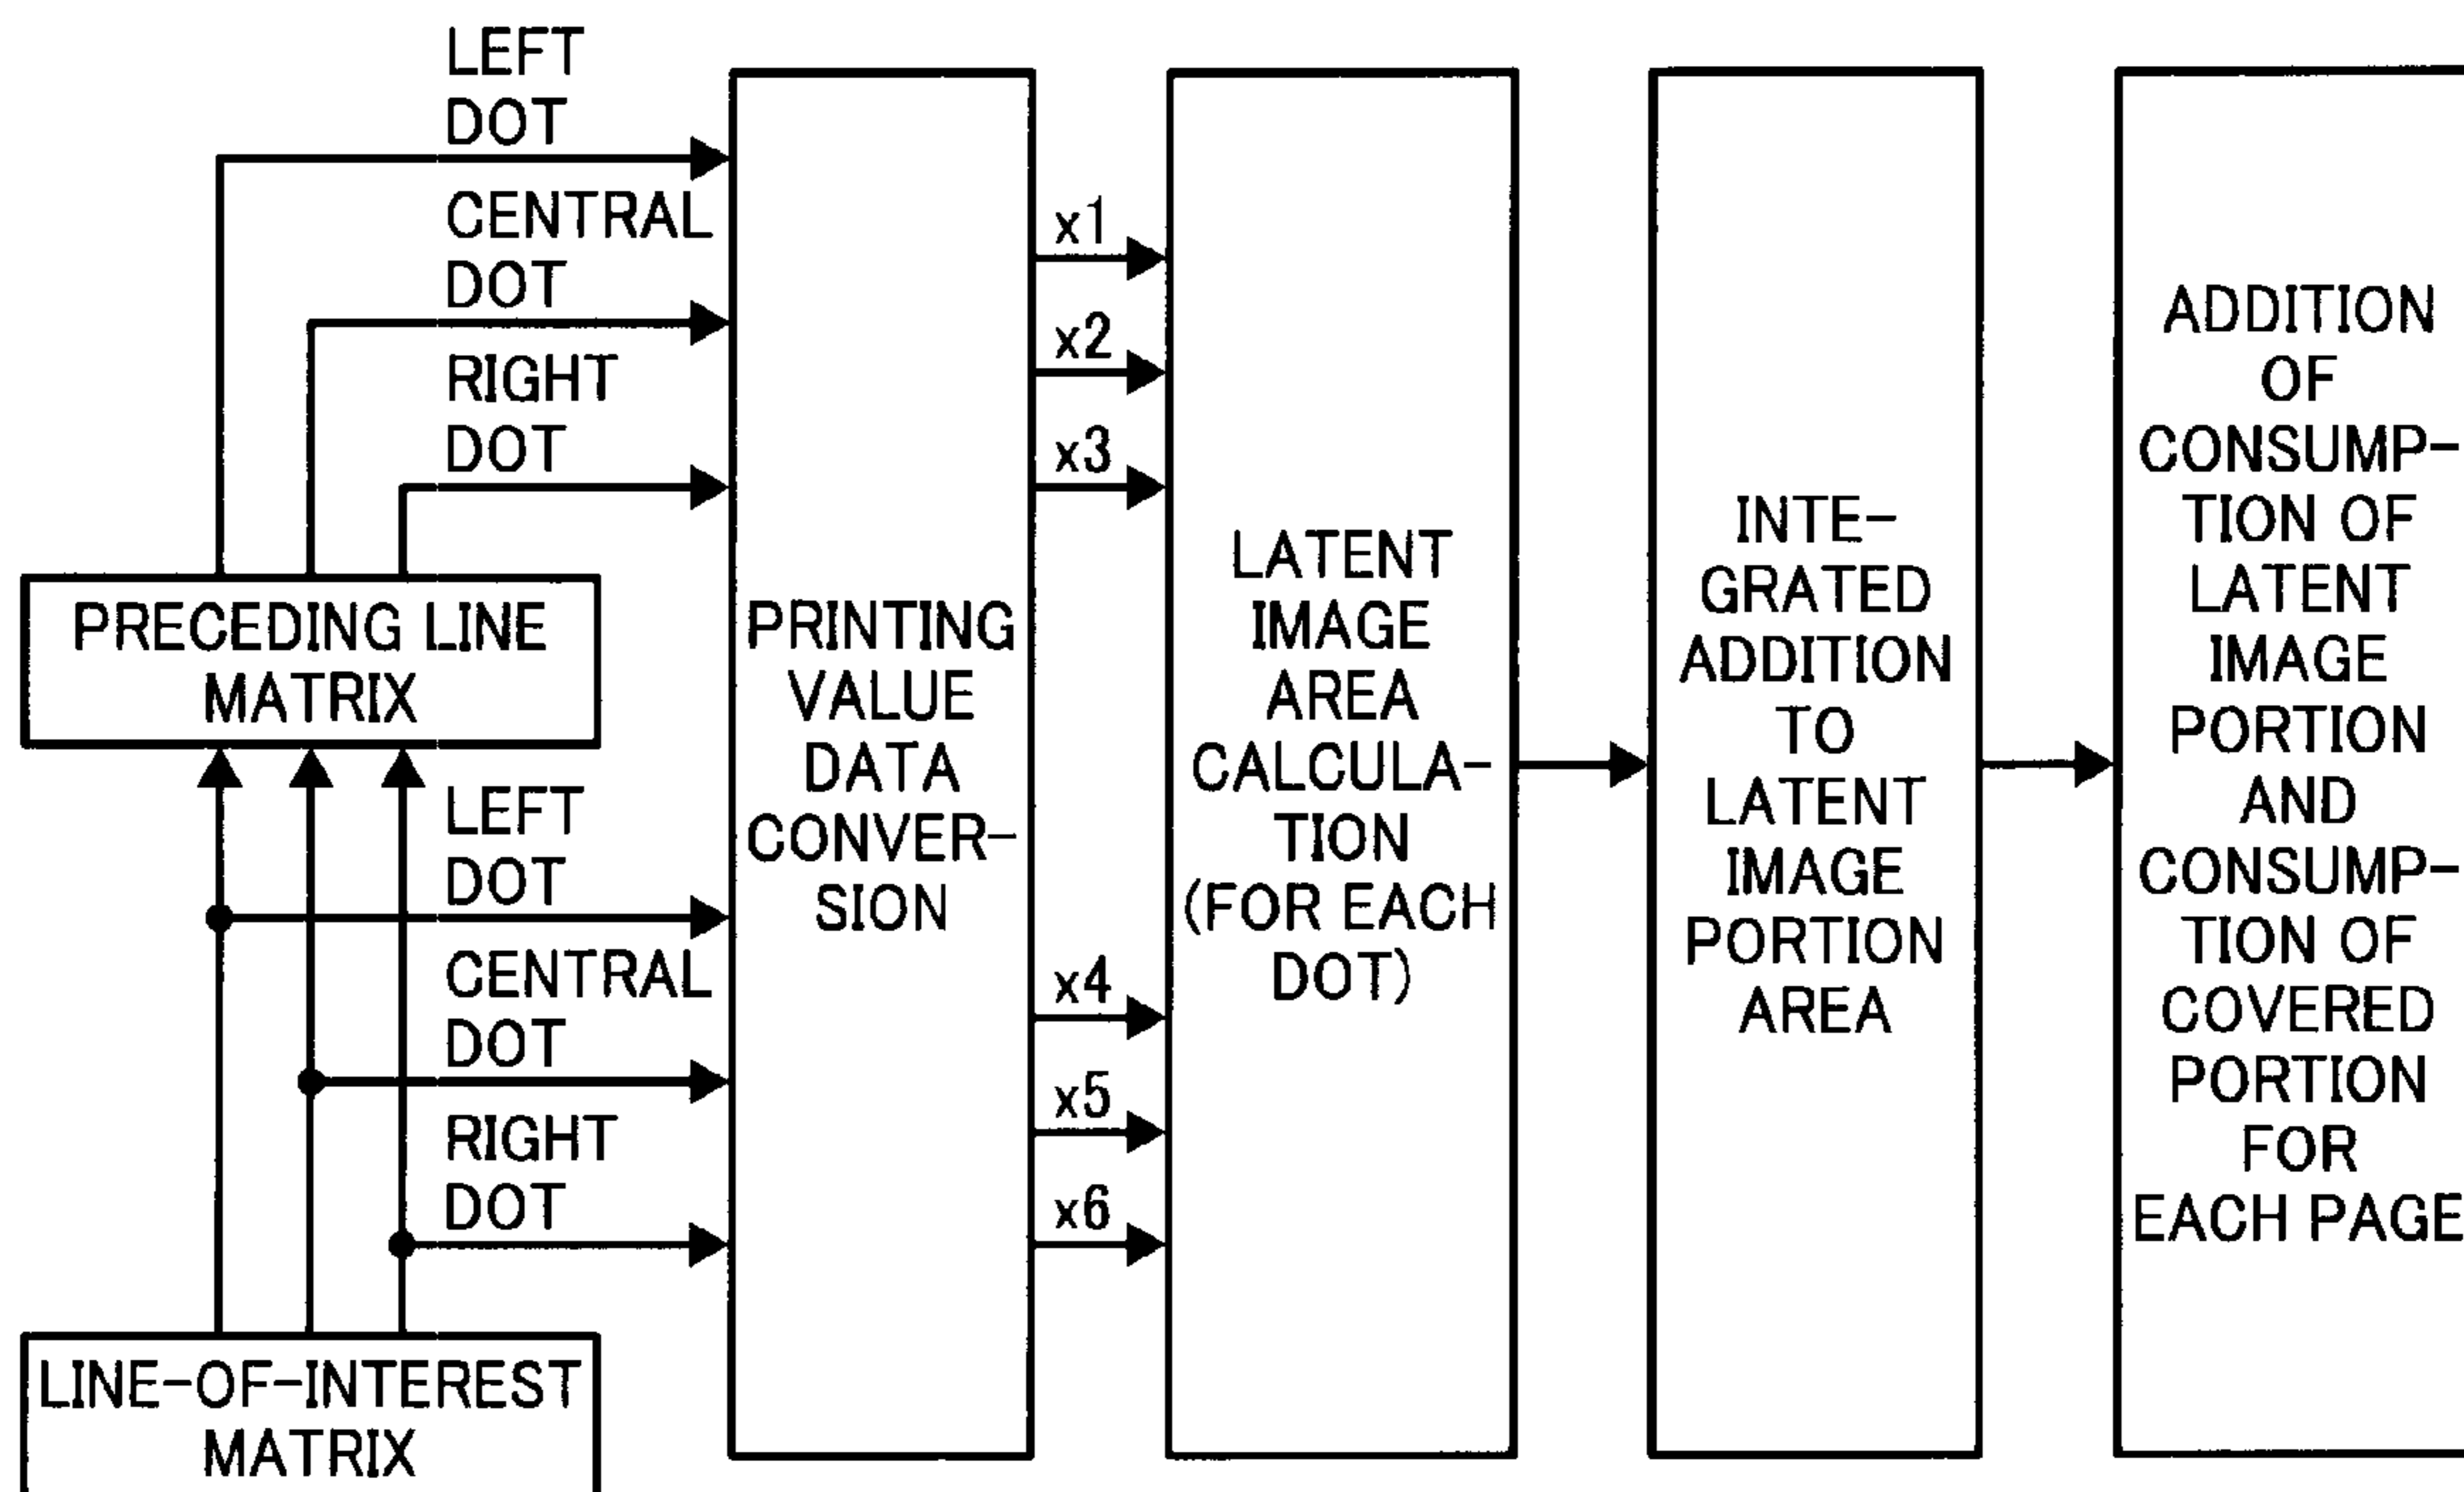 LEFT
DOT
CENTRAL
DOT
RIGHT
DOT
PRECEDING LINE
MATRIX
LEFT
DOT
CENTRAL
DOT
RIGHT
DOT
LINE-OF-INTEREST
MATRIX
PRINTING
VALUE
DATA
CONVER-
SION
x1
x2
x3
x4
x5
x6
LATENT
IMAGE
AREA
CALCULA-
TION
(FOR EACH
DOT)
INTE-
GRATED
ADDITION
TO
LATENT
IMAGE
PORTION
AREA
ADDITION
OF
CONSUMP-
TION OF
LATENT
IMAGE
PORTION
AND
CONSUMP-
TION OF
COVERED
PORTION
FOR
EACH PAGE